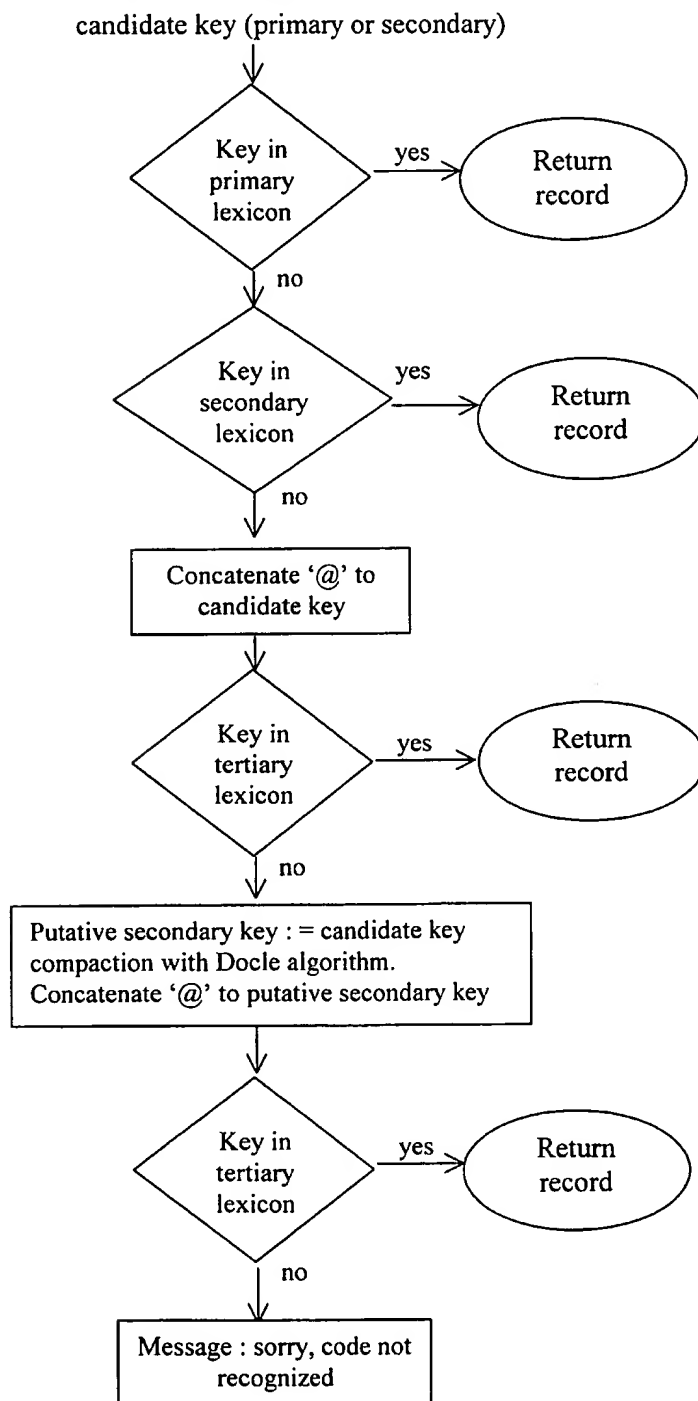 candidate key (primary or secondary)
Key in
primary
lexicon
yes
Return
record
no
Key in
secondary
lexicon
yes
Return
record
no
Concatenate ‘@’ to
candidate key
Key in
tertiary
lexicon
yes
Return
record
no
Putative secondary key : = candidate key
compaction with Docle algorithm.
Concatenate ‘@’ to putative secondary key
Key in
tertiary
lexicon
yes
Return
record
no
Message : sorry, code not
recognized